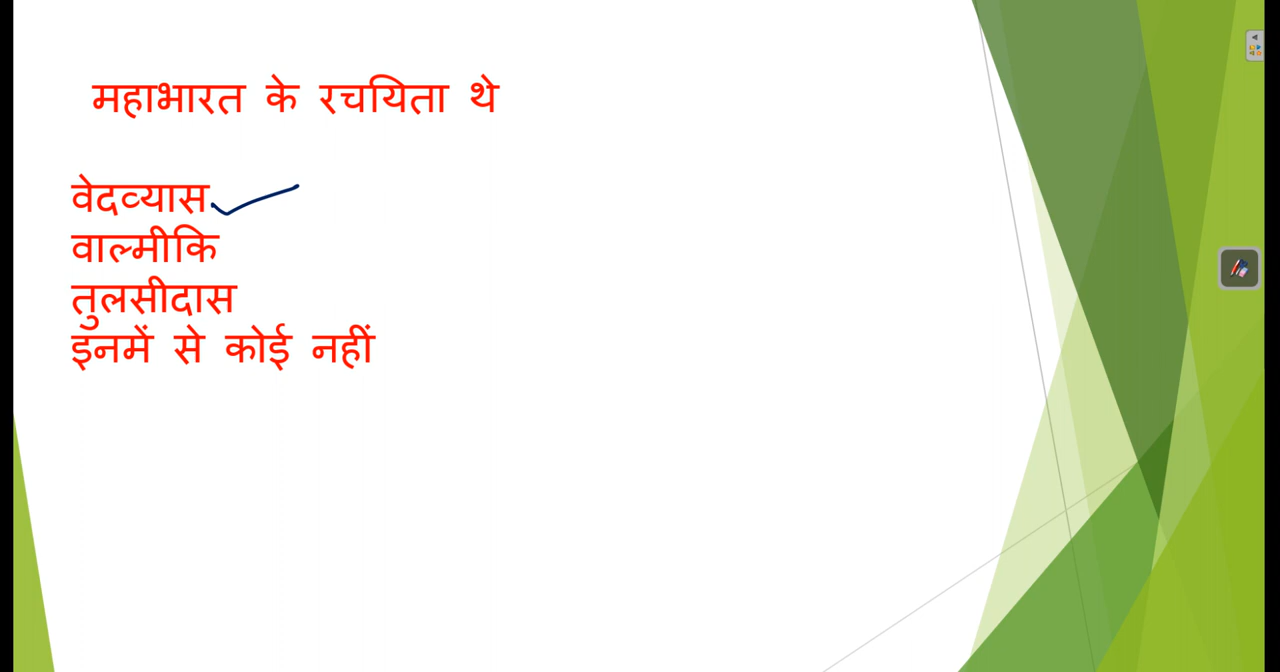 महाभारत के रचयिता थे
वेदव्यास
वाल्मीकि
तुलसीदास
इनमें से कोई नहीं